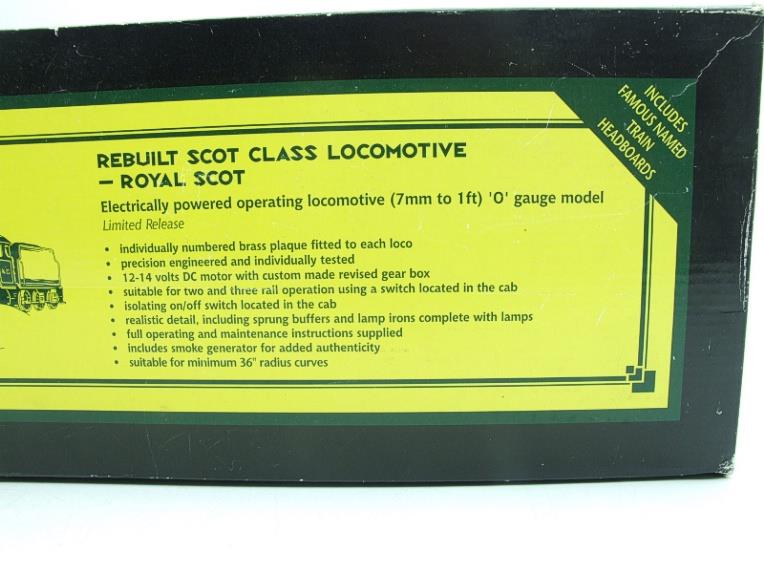 INCLUDES
FAMOUS NAMED
TRAIN
HEADBOARDS
REBUILT SCOT CLASS LOCOMOTIVE
– ROYAL SCOT
Electrically powered operating locomotive (7mm to 1ft) 'O' gauge model
Limited Release
• individually numbered brass plaque fitted to each loco
• precision engineered and individually tested
• 12-14 volts DC motor with custom made revised gear box
• suitable for two and three rail operation using a switch located in the cab
• isolating on/off switch located in the cab
• realistic detail, including sprung buffers and lamp irons complete with lamps
• full operating and maintenance instructions supplied
• includes smoke generator for added authenticity
• suitable for minimum 36" radius curves